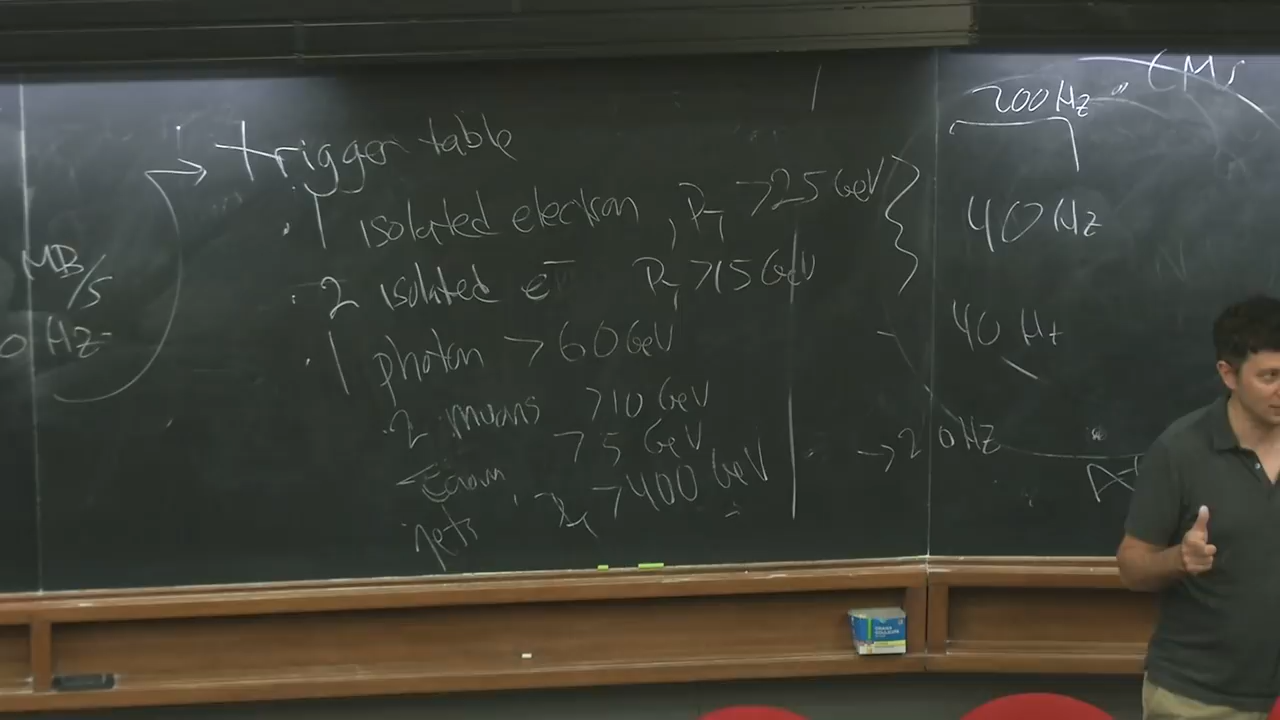 MB/s
0 Hz
→ trigger table
· 1 isolated electron, P_T > 25 GeV
· 2 isolated e⁻ P_T > 15 GeV
· 1 photon > 60 GeV
· 2 muons > 10 GeV
> 5 GeV
jets, P_T > 400 GeV
200 Hz
CMS
40 Hz
40 Hz
→ 20 Hz